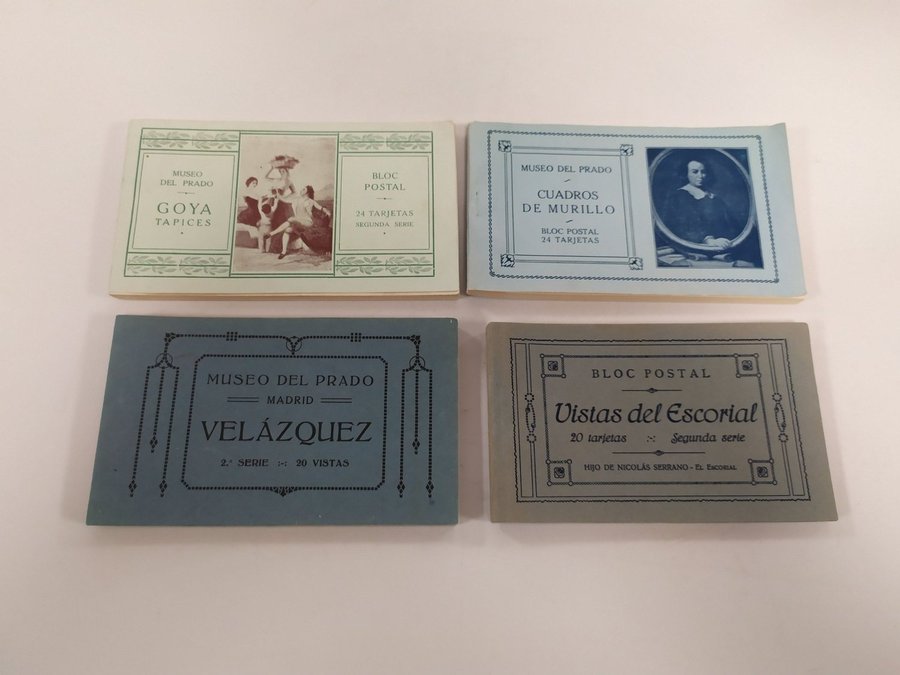 MUSEO
DEL PRADO
GOYA
TAPICES
BLOC
POSTAL
24 TARJETAS
SEGUNDA SERIE
MUSEO DEL PRADO
CUADROS
DE MURILLO
BLOC POSTAL
24 TARJETAS
MUSEO DEL PRADO
MADRID
VELÁZQUEZ
2.ª SERIE :-: 20 VISTAS
BLOC POSTAL
Vistas del Escorial
20 tarjetas :-: Segunda serie
HIJO DE NICOLÁS SERRANO - EL ESCORIAL